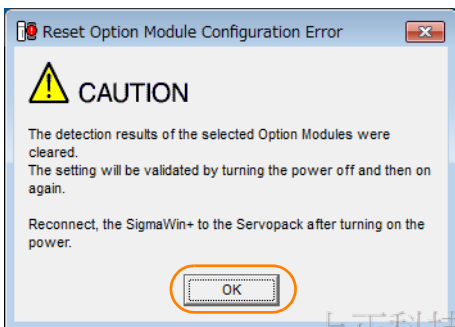 Reset Option Module Configuration Error
CAUTION
The detection results of the selected Option Modules were
cleared.
The setting will be validated by turning the power off and then on
again.
Reconnect, the SigmaWin+ to the Servopack after turning on the
power.
OK